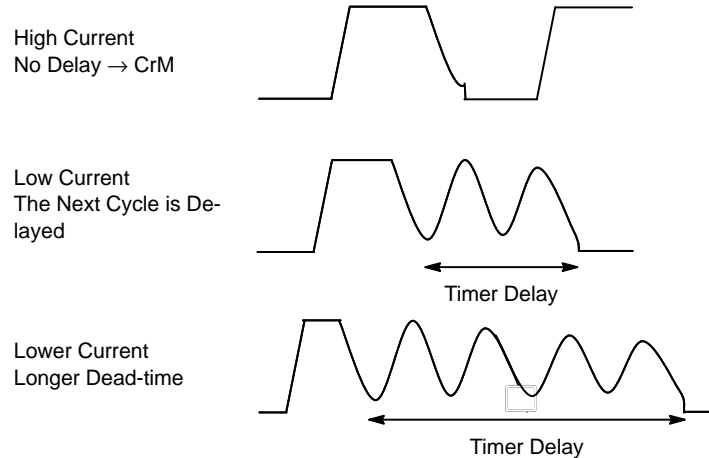 High Current
No Delay → CrM
Low Current
The Next Cycle is De-
layed
Timer Delay
Lower Current
Longer Dead-time
Timer Delay